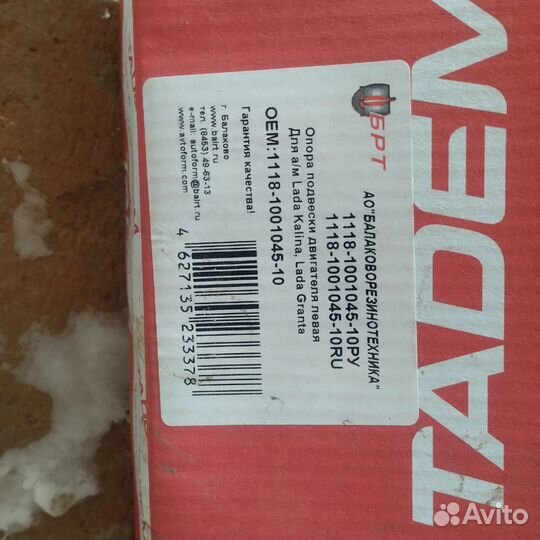 БРТ
АО"БАЛАКОВОРЕЗИНОТЕХНИКА"
1118-1001045-10РУ
1118-1001045-10RU
Опора подвески двигателя левая
Для а/м Lada Kalina, Lada Granta
OEM:1118-1001045-10
Гарантия качества!
г. Балаково
www.balrt.ru
тел. (8453) 49-63-13
e-mail: autoform@balrt.ru
www.avtoform.com
4 627135 233378
TADEM
Avito